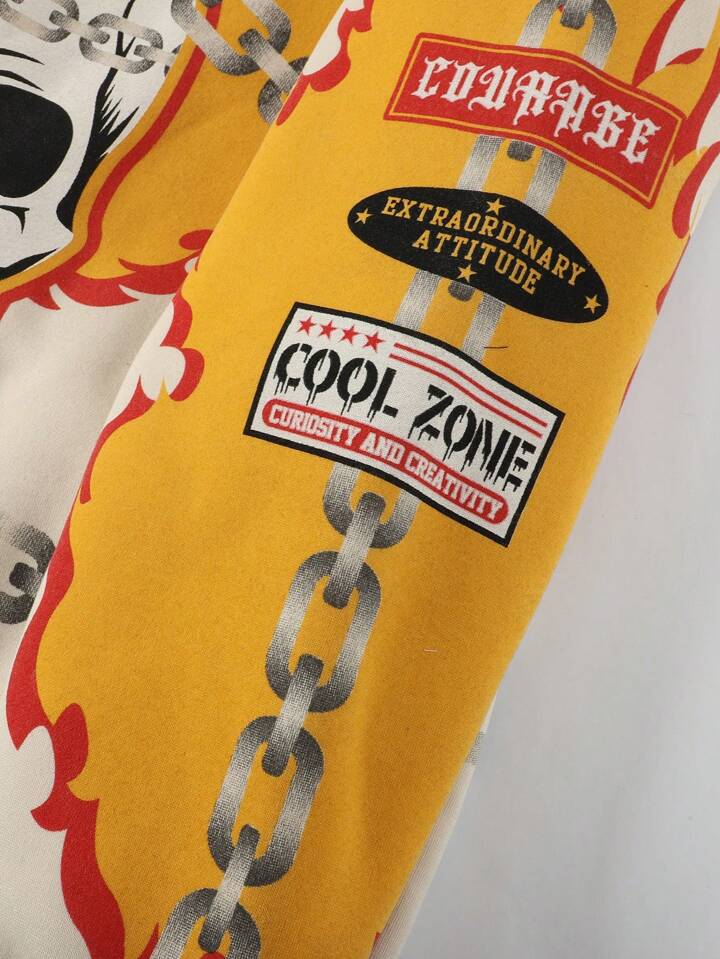 COURAGE
EXTRAORDINARY
ATTITUDE
COOL ZONE
CURIOSITY AND CREATIVITY